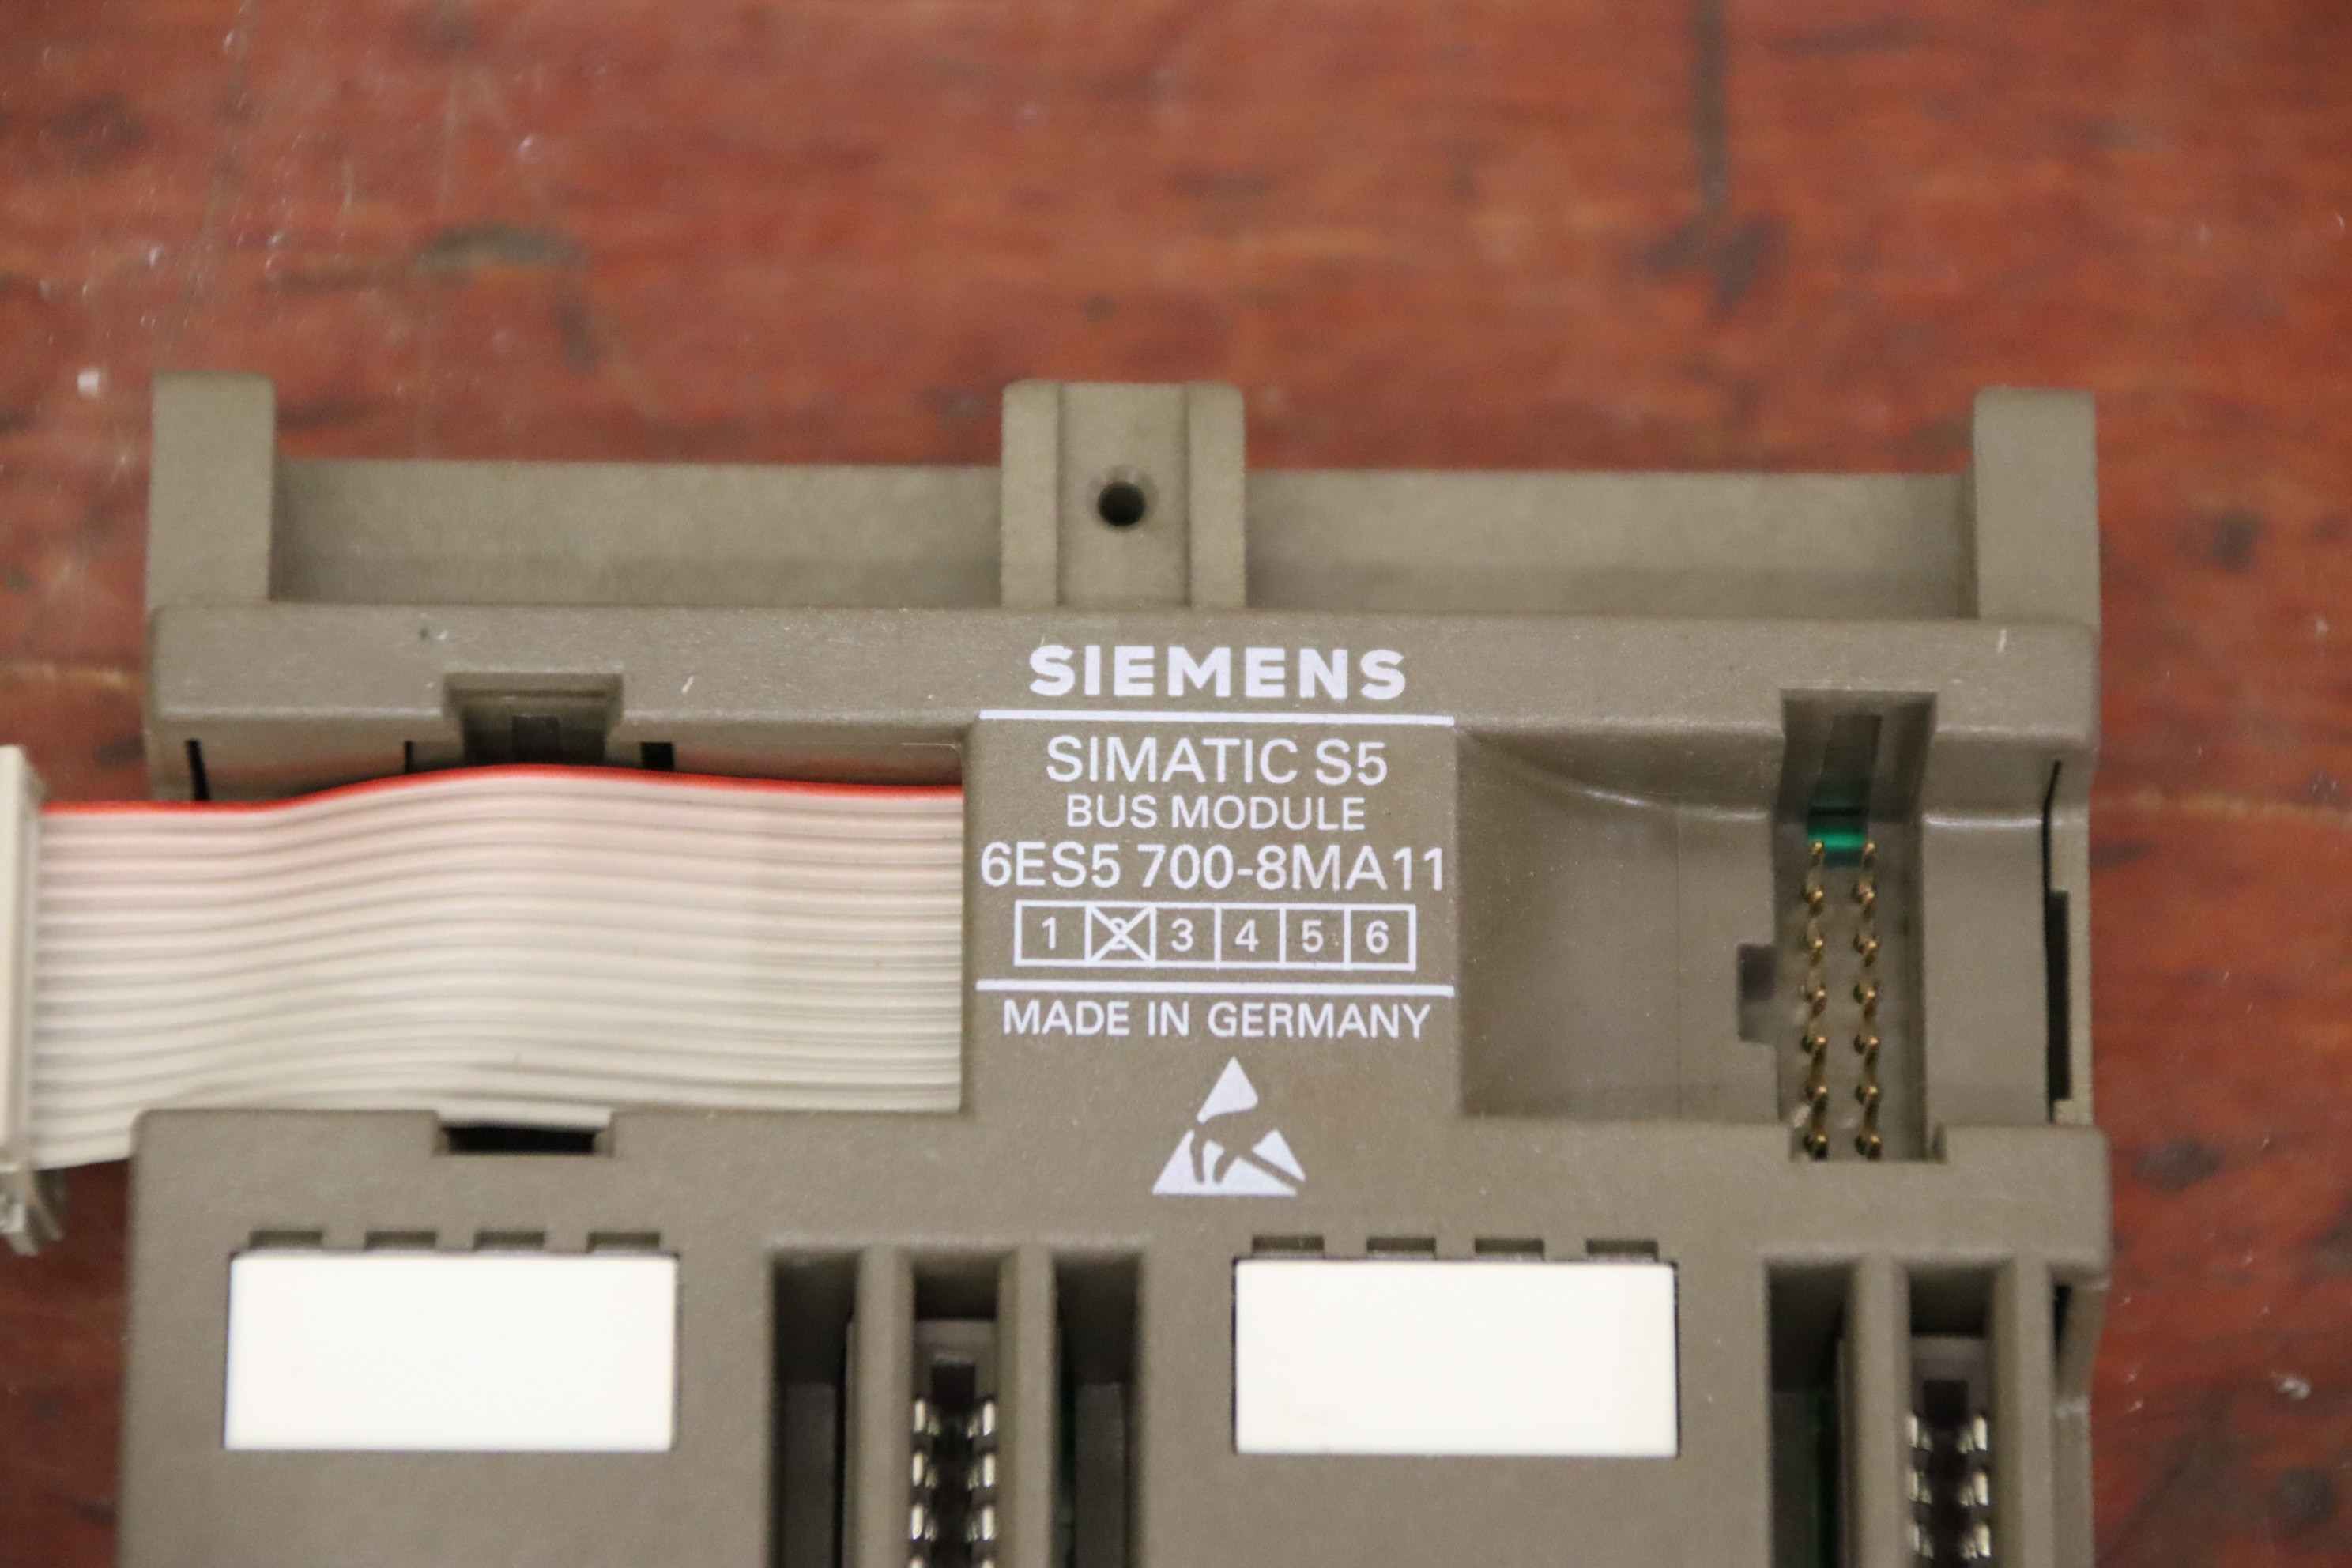 SIEMENS
SIMATIC S5
BUS MODULE
6ES5 700-8MA11
1 2 3 4 5 6
MADE IN GERMANY